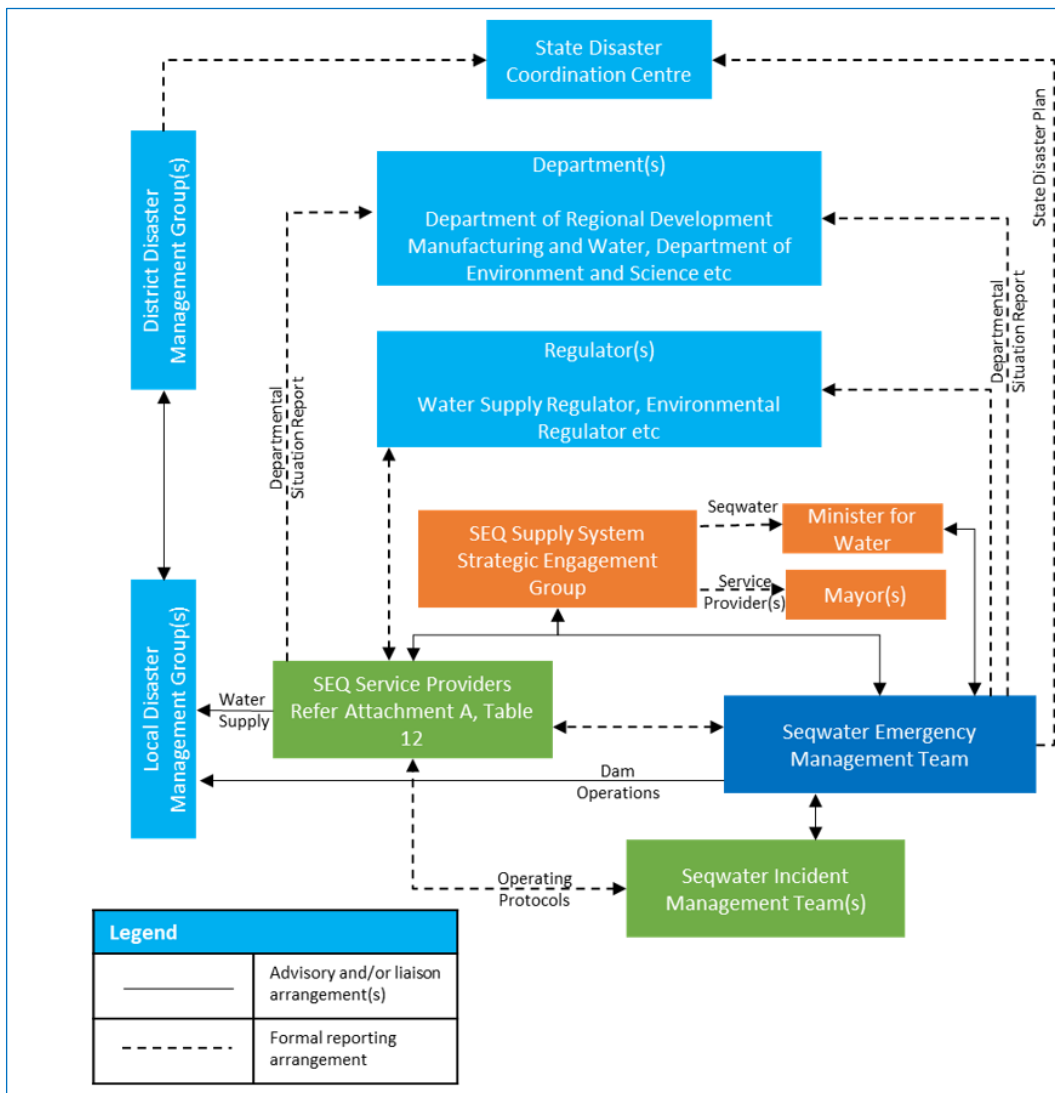 State Disaster
Coordination Centre
State Disaster Plan
District Disaster
Management Group(s)
Department(s)
Department of Regional Development
Manufacturing and Water, Department of
Environment and Science etc
Departmental
Situation Report
Departmental
Situation Report
Regulator(s)
Water Supply Regulator, Environmental
Regulator etc
SEQ Supply System
Strategic Engagement
Group
Seqwater
Minister for
Water
Service
Provider(s)
Mayor(s)
Local Disaster
Management Group(s)
Water
Supply
SEQ Service Providers
Refer Attachment A, Table
12
Seqwater Emergency
Management Team
Dam
Operations
Operating
Protocols
Seqwater Incident
Management Team(s)
Legend
Advisory and/or liaison
arrangement(s)
Formal reporting
arrangement